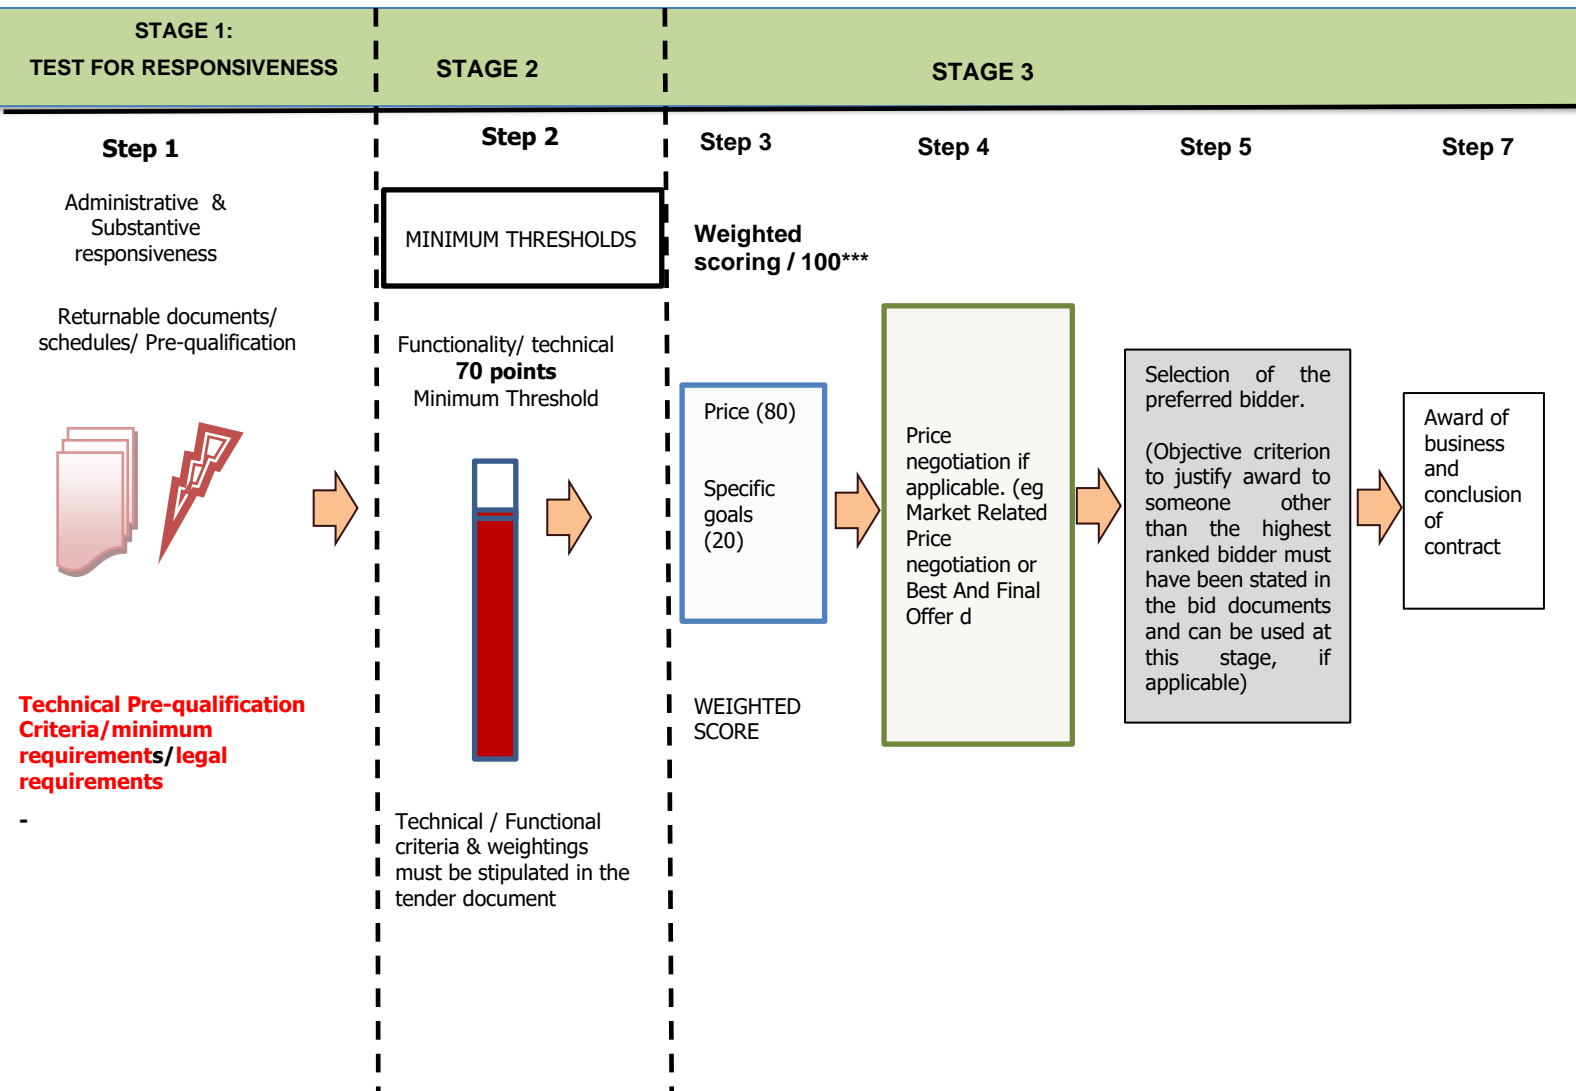 STAGE 1:
TEST FOR RESPONSIVENESS
STAGE 2
STAGE 3
Step 1
Administrative &
Substantive
responsiveness
Returnable documents/
schedules/ Pre-qualification
Technical Pre-qualification
Criteria/minimum
requirements/legal
requirements
-
Step 2
MINIMUM THRESHOLDS
Functionality/ technical
70 points
Minimum Threshold
Technical / Functional
criteria & weightings
must be stipulated in the
tender document
Step 3
Weighted
scoring / 100***
Price (80)
Specific
goals
(20)
WEIGHTED
SCORE
Step 4
Price
negotiation if
applicable. (eg
Market Related
Price
negotiation or
Best And Final
Offer d
Step 5
Selection of the
preferred bidder.
(Objective criterion
to justify award to
someone other
than the highest
ranked bidder must
have been stated in
the bid documents
and can be used at
this stage, if
applicable)
Step 7
Award of
business
and
conclusion
of
contract